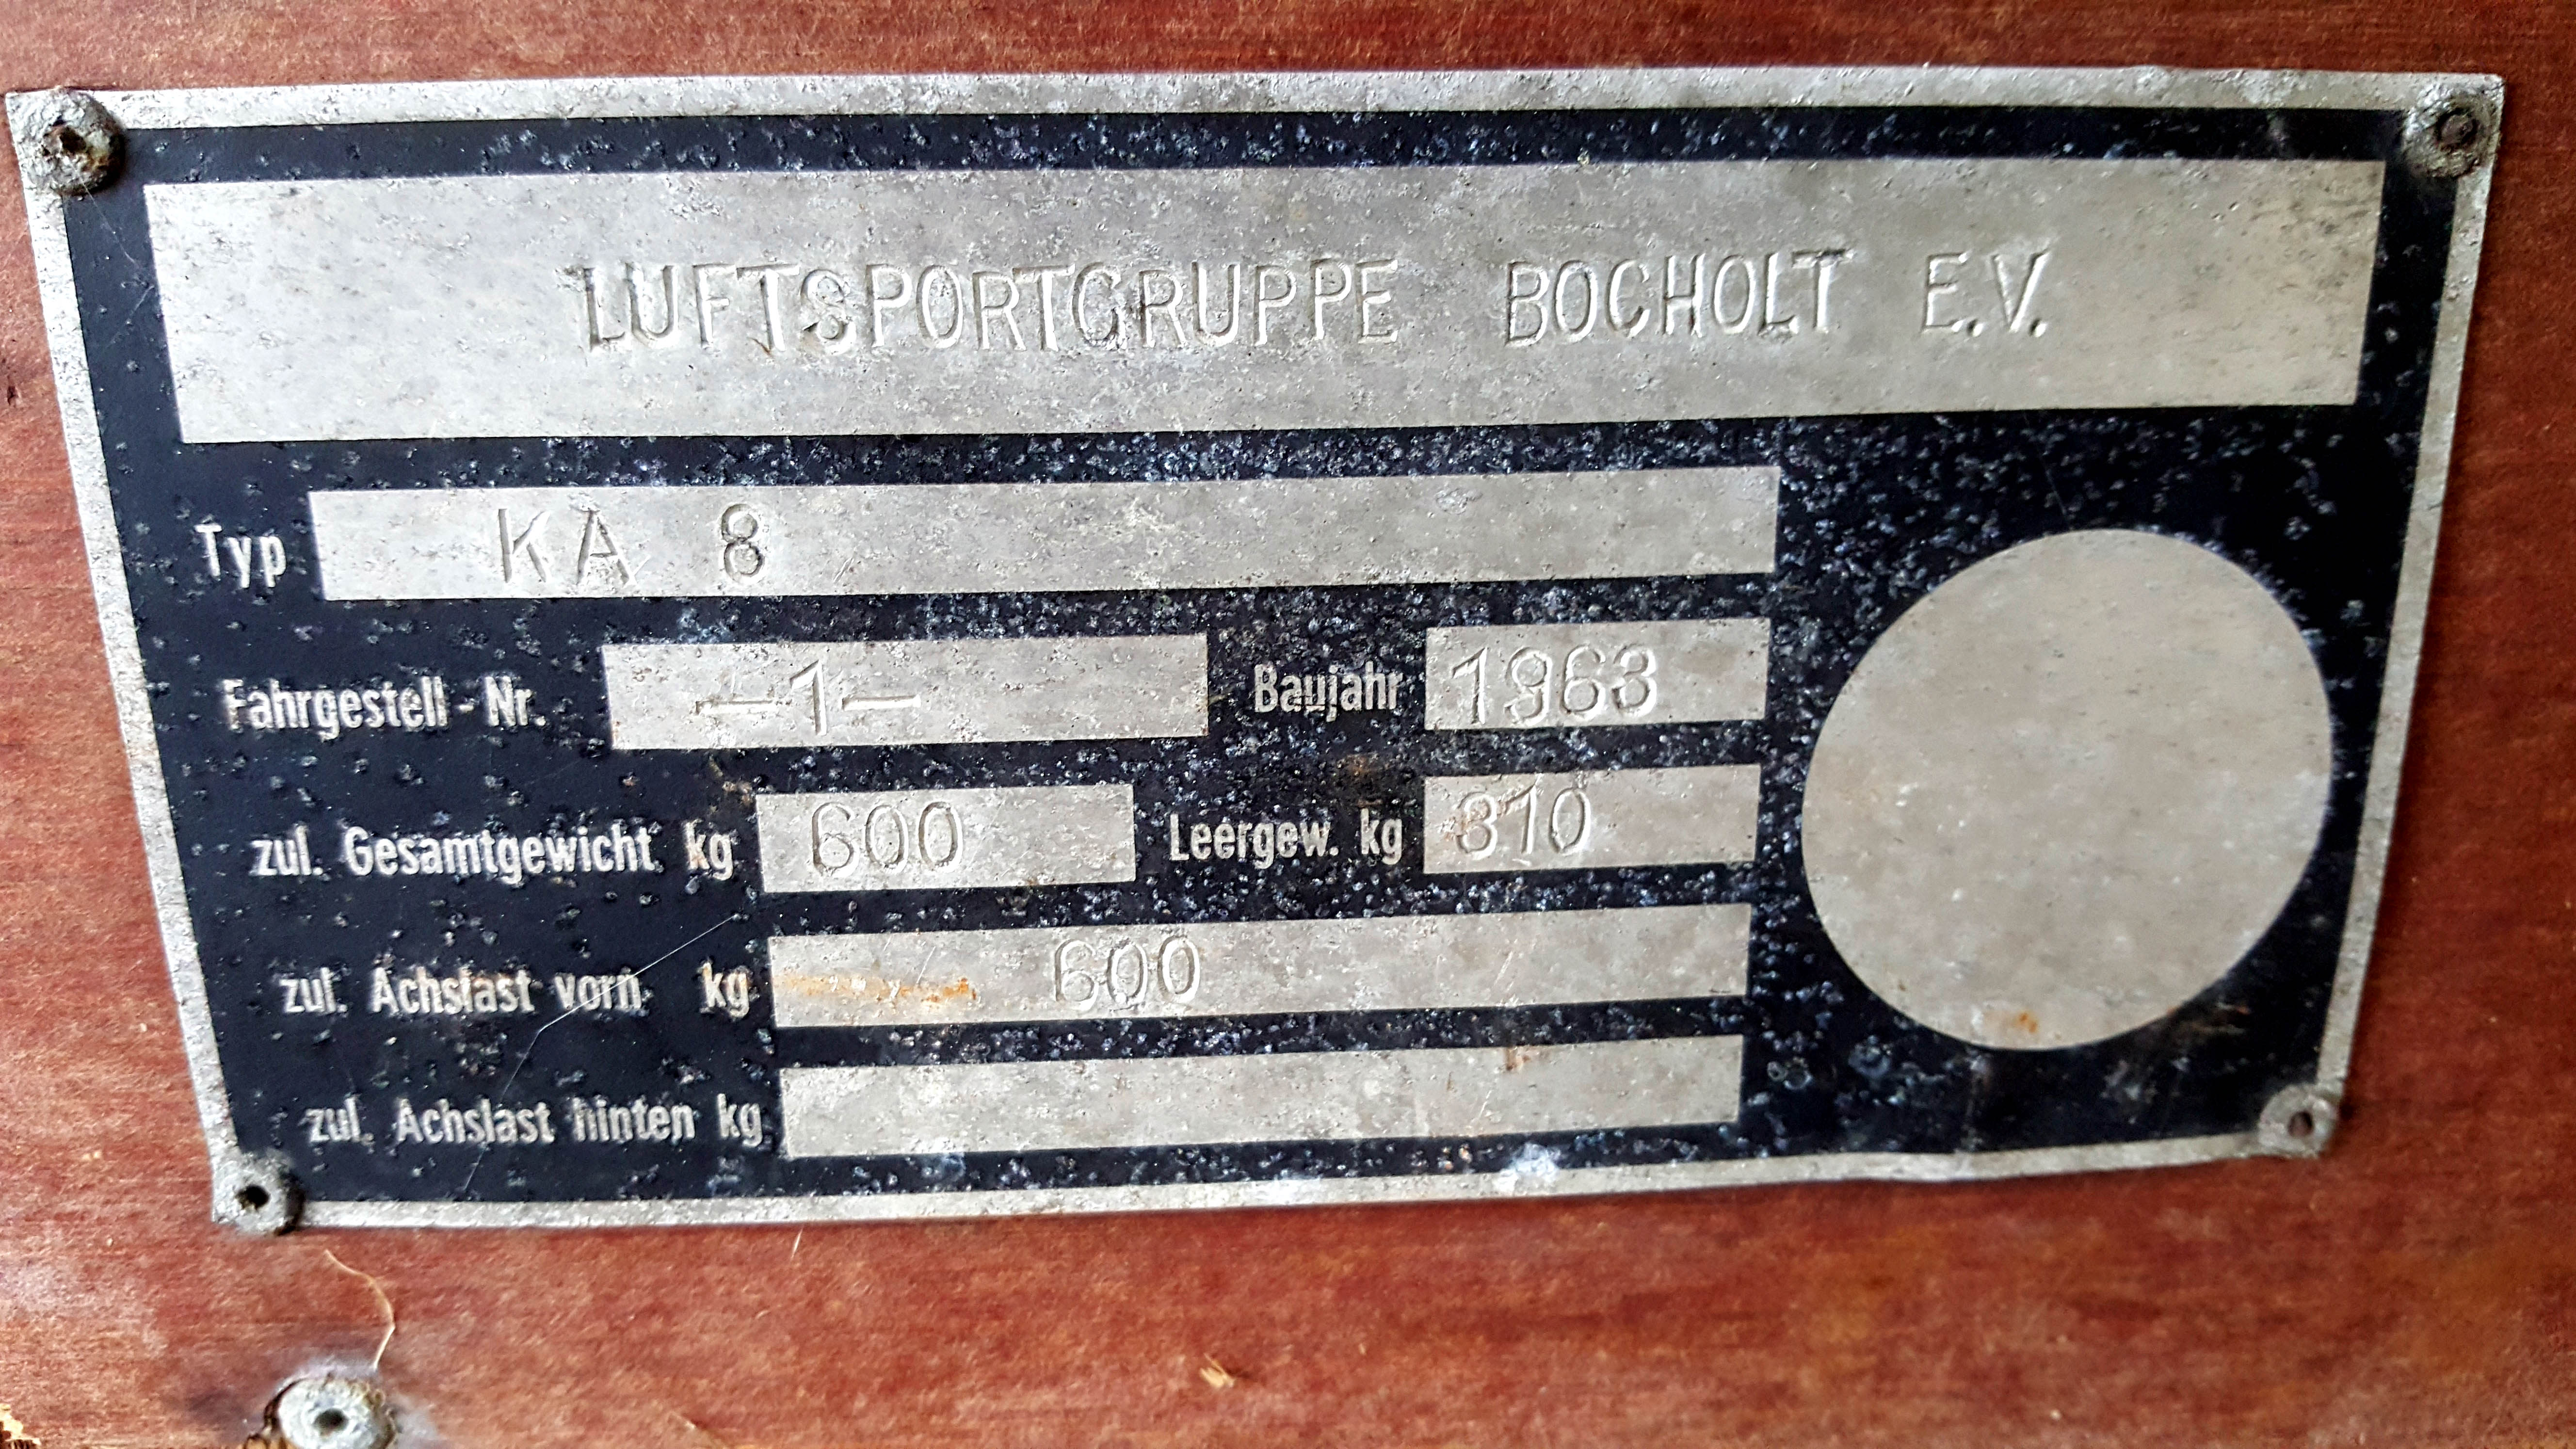 LUFTSPORTGRUPPE BOCHOLT E.V.
Typ KA 8
Fahrgestell-Nr. -1- Baujahr 1963
zul. Gesamtgewicht kg 600 Leergew. kg 310
zul. Achslast vorn kg 600
zul. Achslast hinten kg